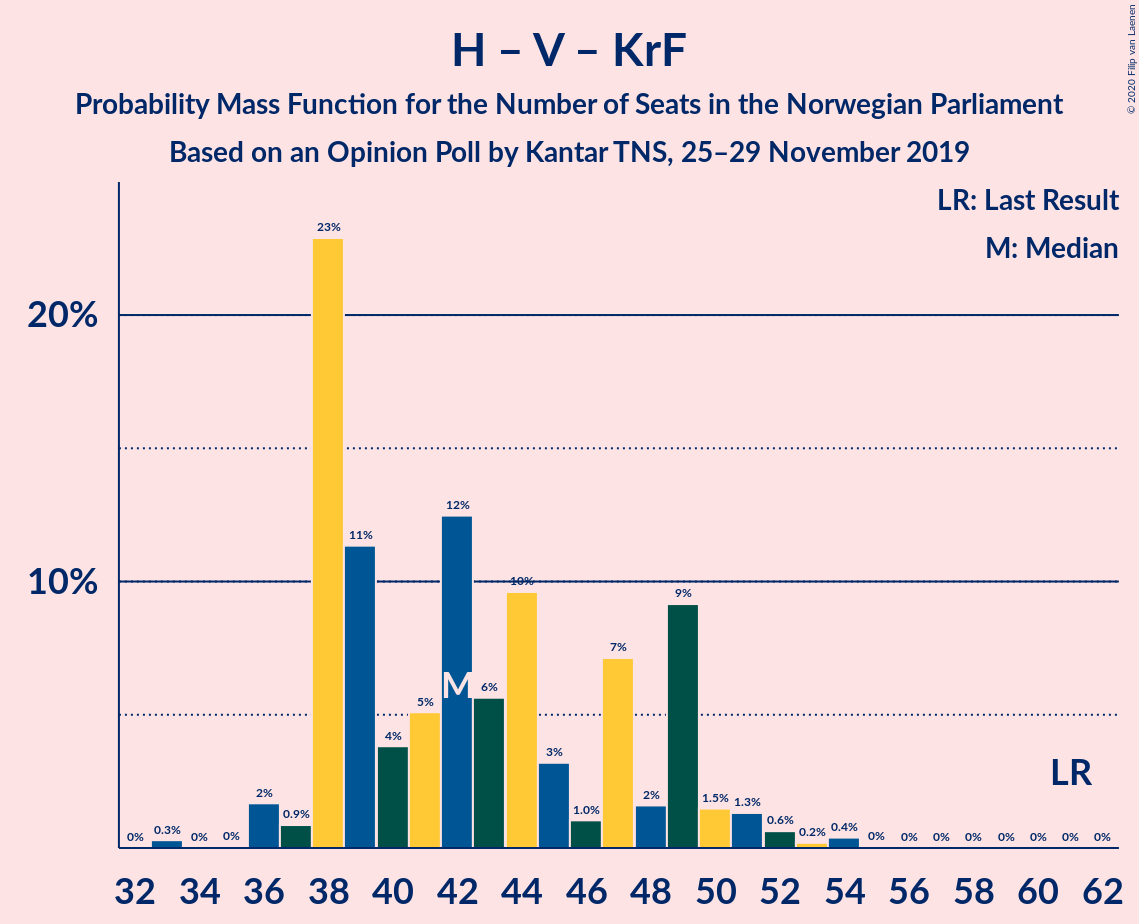 H – V – KrF
Probability Mass Function for the Number of Seats in the Norwegian Parliament
Based on an Opinion Poll by Kantar TNS, 25–29 November 2019
© 2020 Filip van Laenen
LR: Last Result
M: Median
20%
10%
0% 0.3% 0% 0% 2% 0.9% 23% 11% 4% 5% 12% 6% 10% 3% 1.0% 7% 2% 9% 1.5% 1.3% 0.6% 0.2% 0.4% 0% 0% 0% 0% 0% 0% 0% 0%
M
LR
32 34 36 38 40 42 44 46 48 50 52 54 56 58 60 62